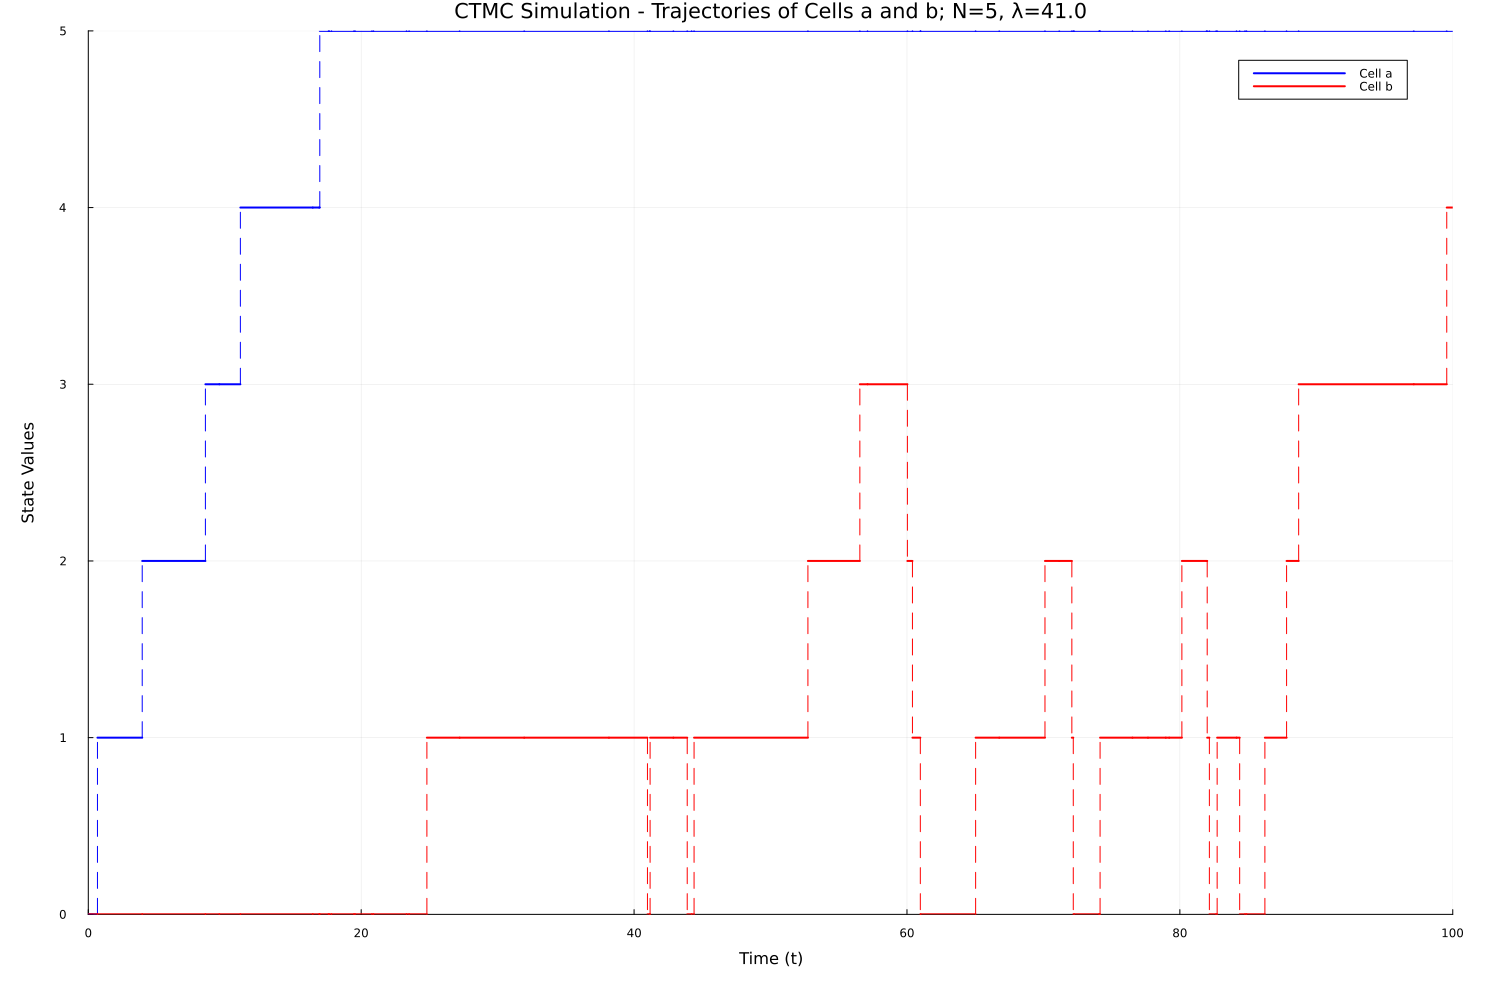 CTMC Simulation - Trajectories of Cells a and b; N=5, λ=41.0
5
Cell a
Cell b
4
3
State Values
2
1
0
0 20 40 60 80 100
Time (t)